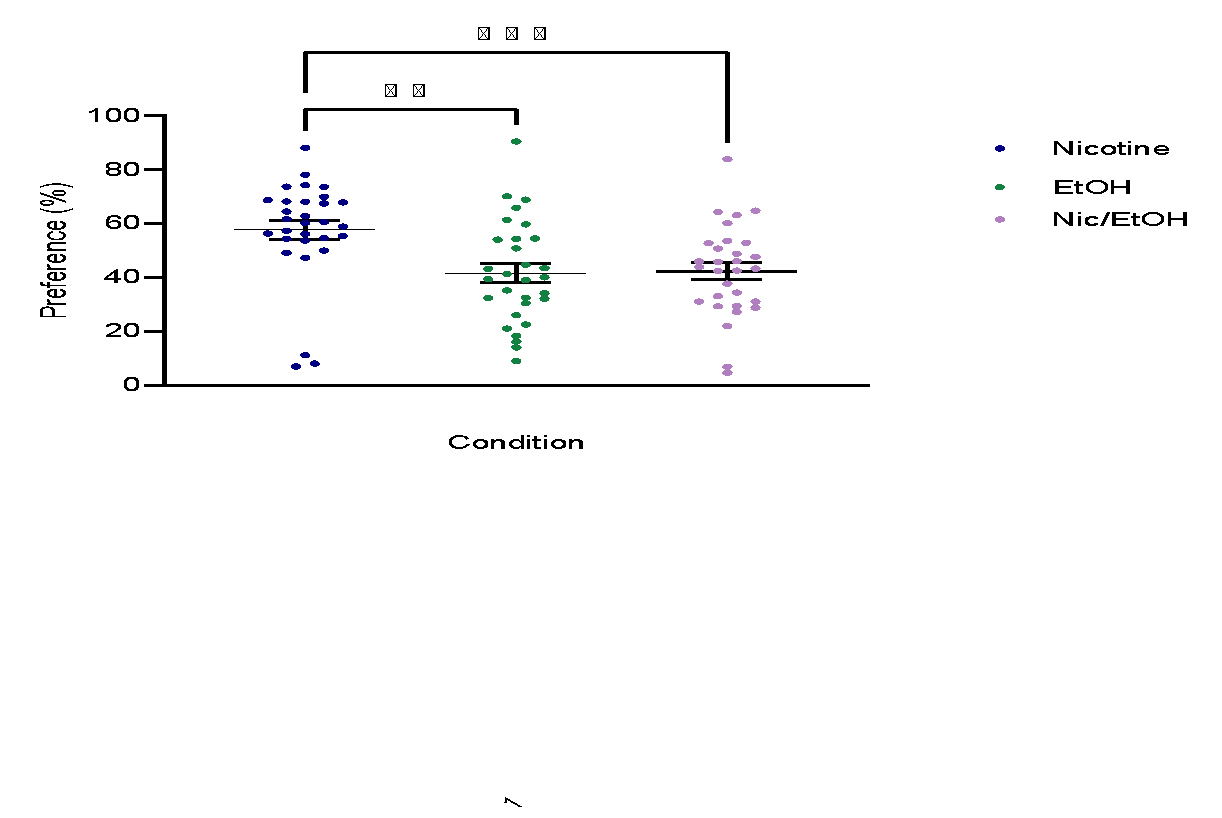 100
80
60
40
20
0
Preference (%)
Condition
Nicotine
EtOH
Nic/EtOH